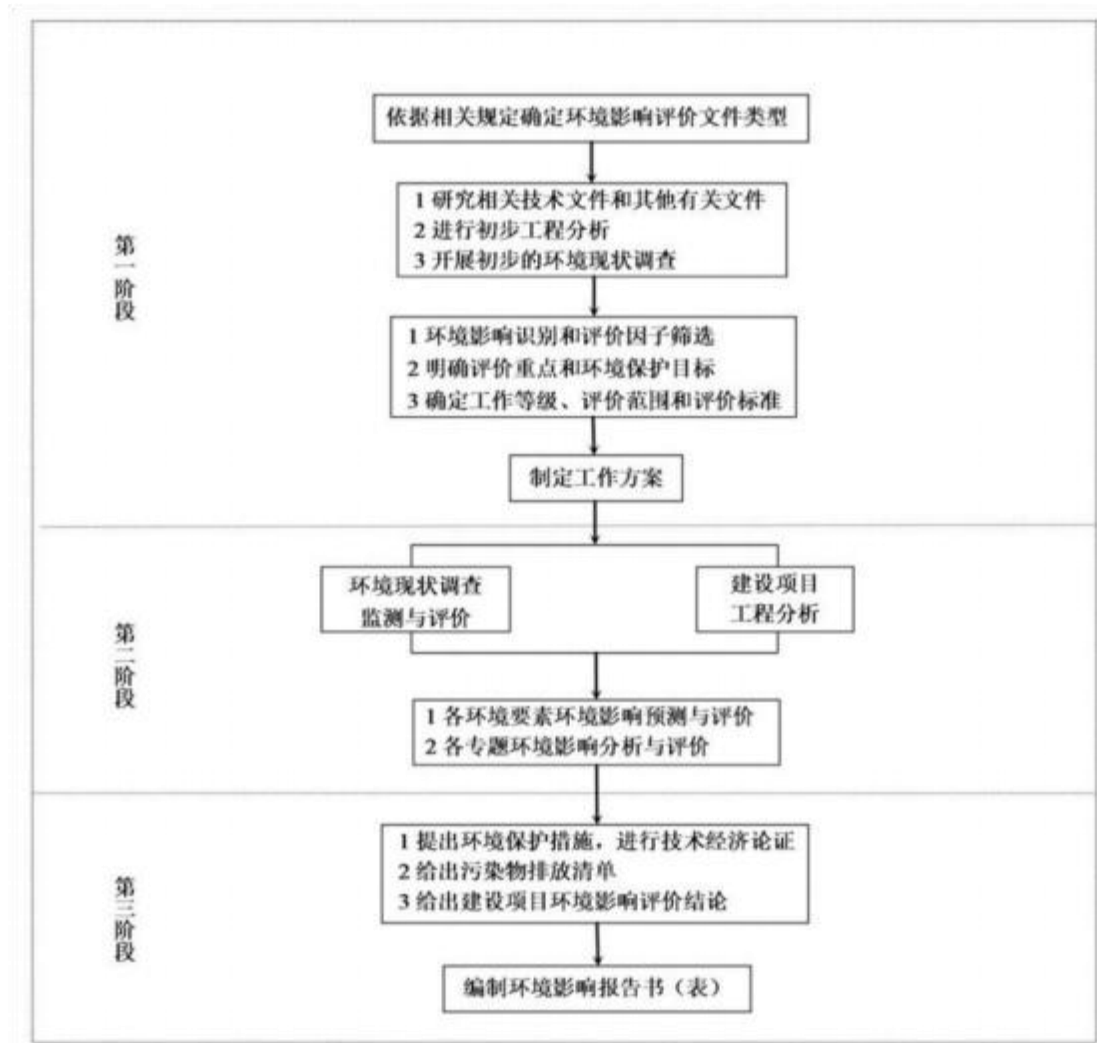 依据相关规定确定环境影响评价文件类型
1 研究相关技术文件和其他有关文件
2 进行初步工程分析
3 开展初步的环境现状调查
第一阶段
1 环境影响识别和评价因子筛选
2 明确评价重点和环境保护目标
3 确定工作等级、评价范围和评价标准
制定工作方案
环境现状调查
监测与评价
建设项目
工程分析
第二阶段
1 各环境要素环境影响预测与评价
2 各专题环境影响分析与评价
1 提出环境保护措施，进行技术经济论证
2 给出污染物排放清单
3 给出建设项目环境影响评价结论
第三阶段
编制环境影响报告书（表）